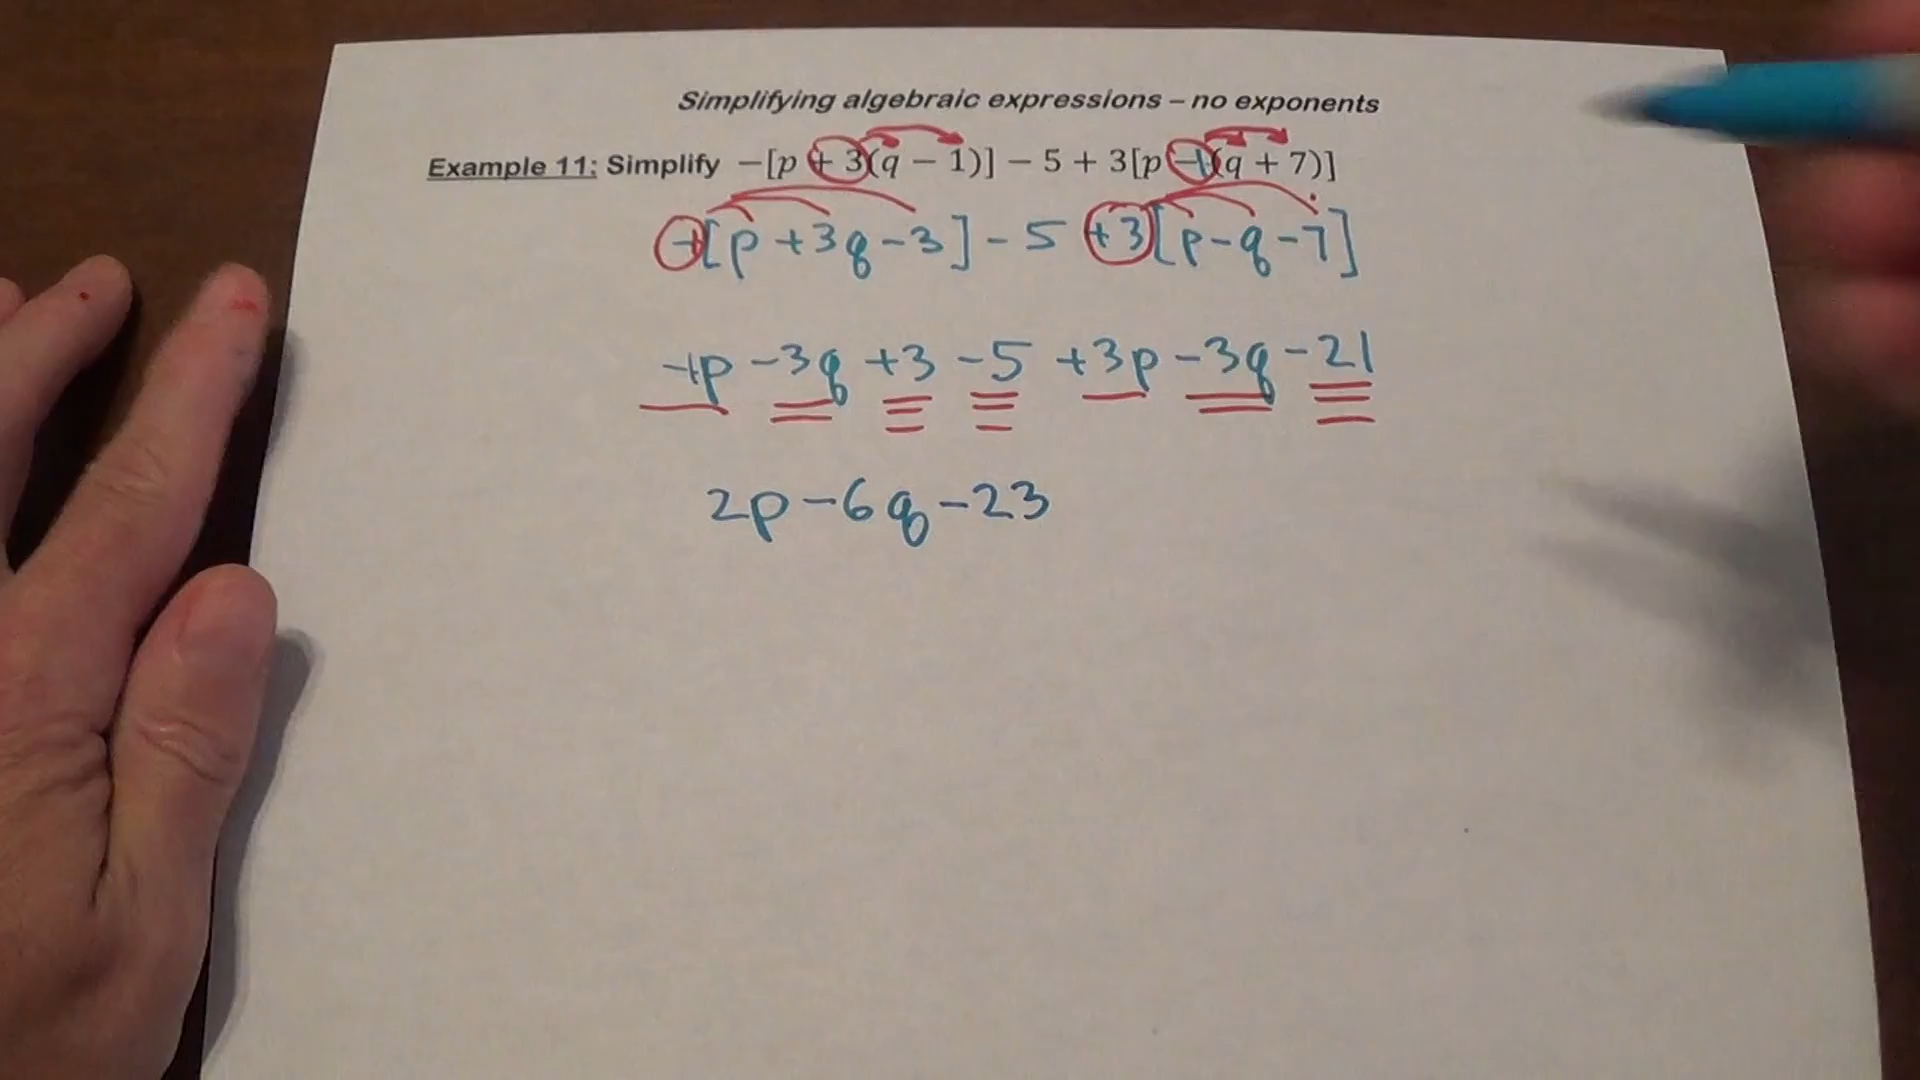 Simplifying algebraic expressions – no exponents
Example 11: Simplify −[p + 3(q − 1)] − 5 + 3[p −1(q + 7)]
−1[p + 3q − 3] − 5 + 3[p − q − 7]
−1p − 3q + 3 − 5 + 3p − 3q − 21
2p − 6q − 23